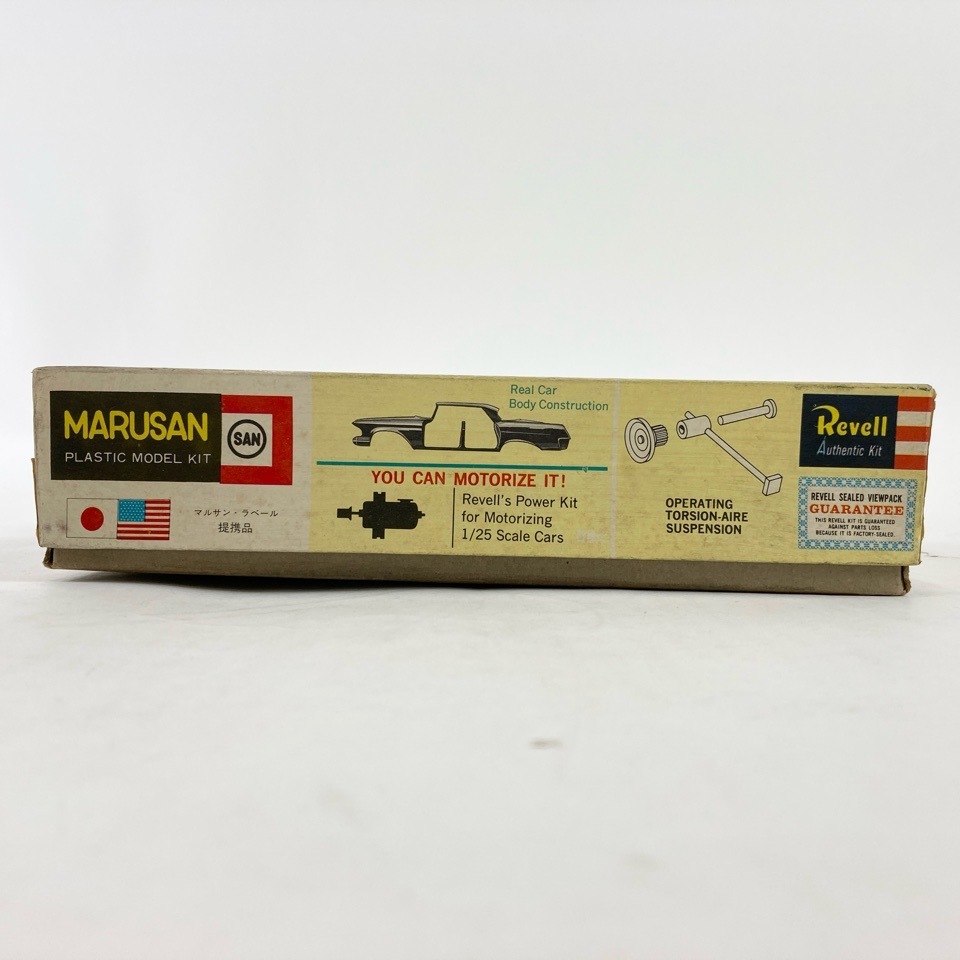 MARUSAN
PLASTIC MODEL KIT
SAN
マルサン・ラベール
提携品
Real Car
Body Construction
YOU CAN MOTORIZE IT!
Revell's Power Kit
for Motorizing
1/25 Scale Cars
OPERATING
TORSION-AIRE
SUSPENSION
Revell
Authentic Kit
REVELL SEALED VIEWPACK
GUARANTEE
THIS REVELL KIT IS GUARANTEED
AGAINST PARTS LOSS
BECAUSE IT IS FACTORY-SEALED.